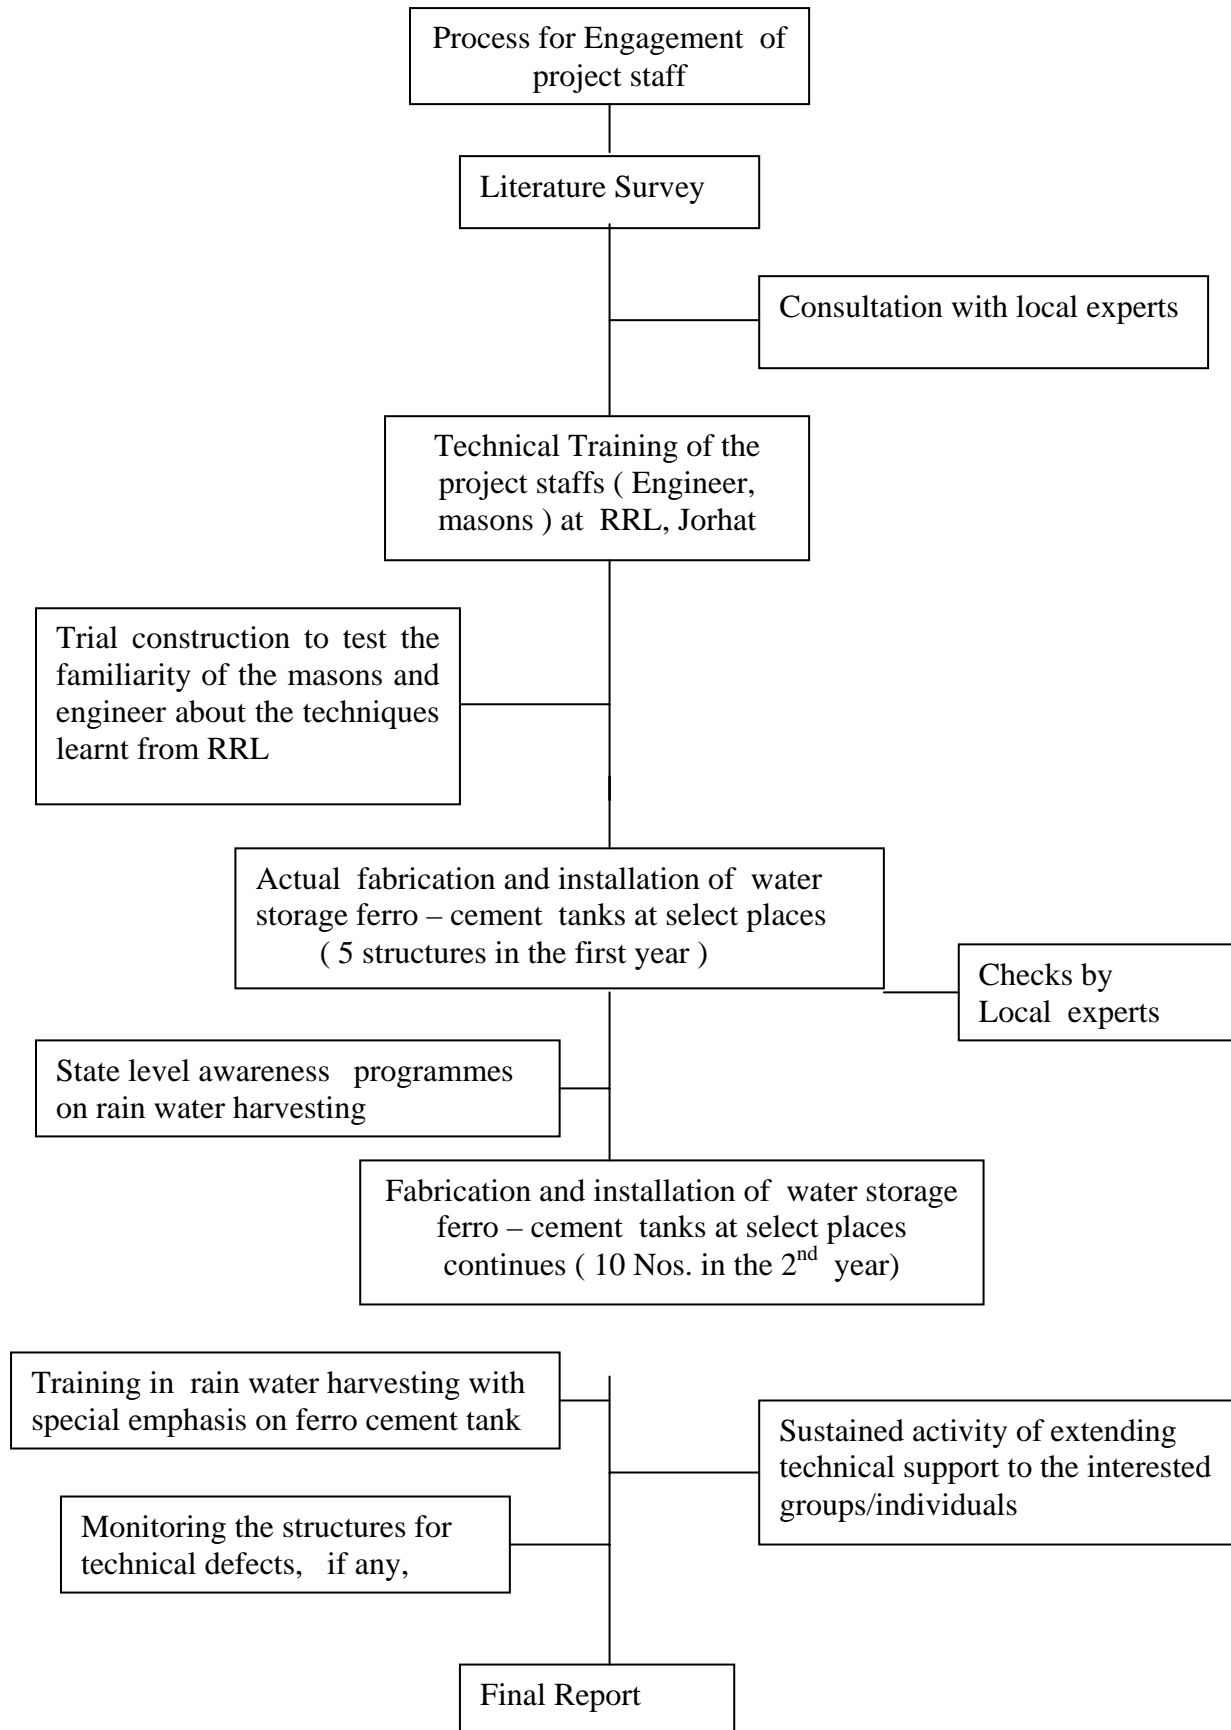 Process for Engagement of
project staff
Literature Survey
Consultation with local experts
Technical Training of the
project staffs ( Engineer,
masons ) at RRL, Jorhat
Trial construction to test the
familiarity of the masons and
engineer about the techniques
learnt from RRL
Actual fabrication and installation of water
storage ferro – cement tanks at select places
( 5 structures in the first year )
Checks by
Local experts
State level awareness programmes
on rain water harvesting
Fabrication and installation of water storage
ferro – cement tanks at select places
continues ( 10 Nos. in the 2nd year)
Training in rain water harvesting with
special emphasis on ferro cement tank
Sustained activity of extending
technical support to the interested
groups/individuals
Monitoring the structures for
technical defects, if any,
Final Report